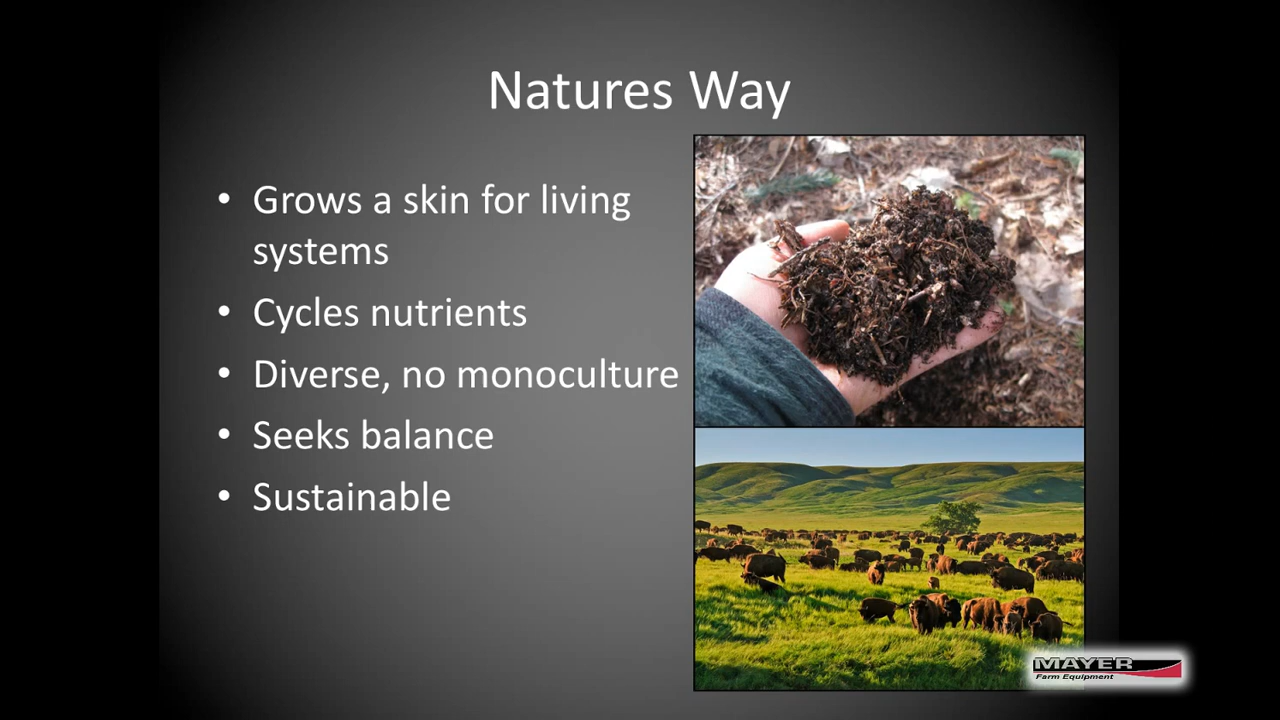 Natures Way
• Grows a skin for living
systems
• Cycles nutrients
• Diverse, no monoculture
• Seeks balance
• Sustainable
MAYER
Farm Equipment